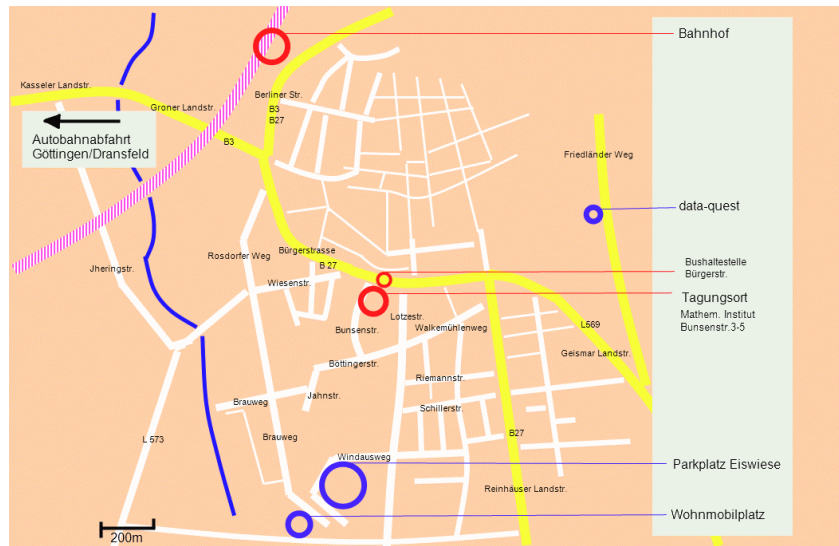 Bahnhof
Kasseler Landstr.
Berliner Str.
Groner Landstr.
B3
B27
B3
Autobahnabfahrt
Göttingen/Dransfeld
Friedländer Weg
data-quest
Bürgerstrasse
Rosdorfer Weg
B 27
Bushaltestelle
Bürgerstr.
Jheringstr.
Wiesenstr.
Tagungsort
Mathem. Institut
Bunsenstr.3-5
Lotzestr.
Bunsenstr.
Walkemühlenweg
L569
Geismar Landstr.
Böttingerstr.
Riemannstr.
Jahnstr.
Brauweg
Schillerstr.
B27
Brauweg
L 573
Windausweg
Parkplatz Eiswiese
Reinhäuser Landstr.
Wohnmobilplatz
200m